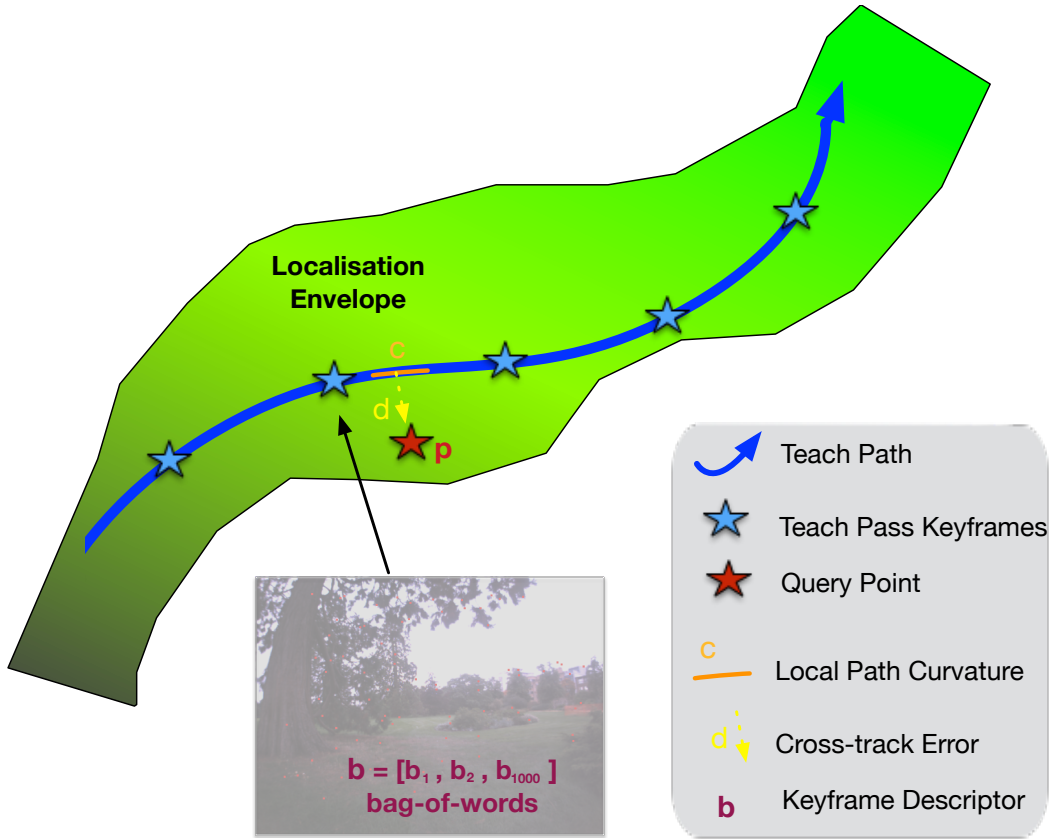 Localisation
Envelope
c
d
p
b = [b₁ , b₂ , b₁₀₀₀ ]
bag-of-words
Teach Path
Teach Pass Keyframes
Query Point
c
Local Path Curvature
d
Cross-track Error
b Keyframe Descriptor